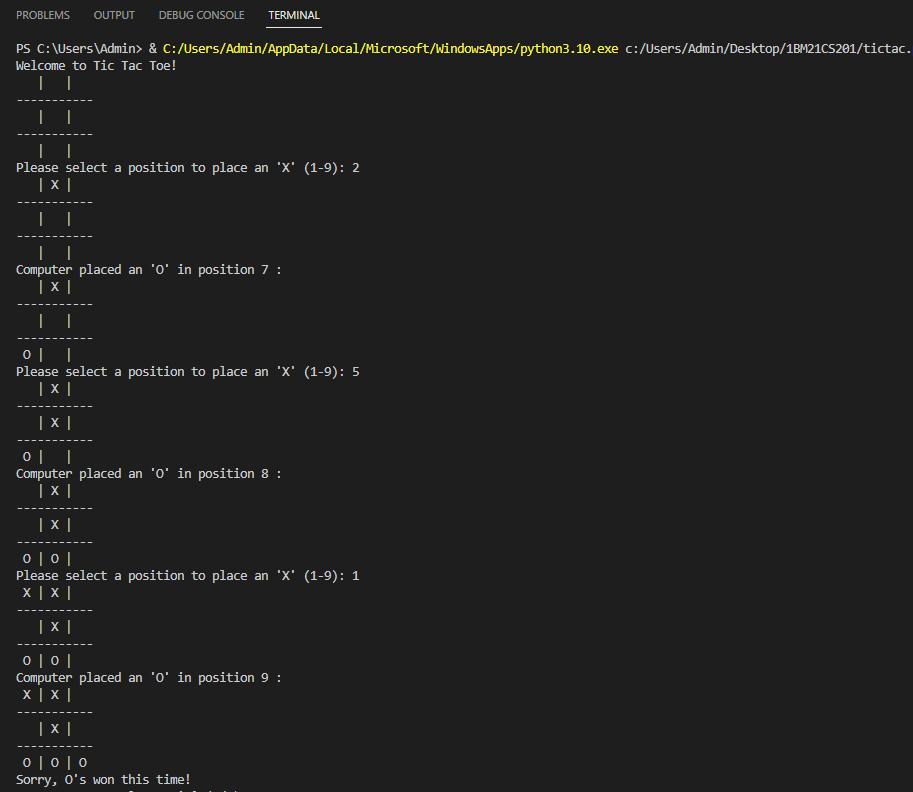 PROBLEMS OUTPUT DEBUG CONSOLE TERMINAL
PS C:\Users\Admin> & C:/Users/Admin/AppData/Local/Microsoft/WindowsApps/python3.10.exe c:/Users/Admin/Desktop/1BM21CS201/tictac.
Welcome to Tic Tac Toe!
   |   |
-----------
   |   |
-----------
   |   |
Please select a position to place an 'X' (1-9): 2
   | X |
-----------
   |   |
-----------
   |   |
Computer placed an 'O' in position 7 :
   | X |
-----------
   |   |
-----------
 O |   |
Please select a position to place an 'X' (1-9): 5
   | X |
-----------
   | X |
-----------
 O |   |
Computer placed an 'O' in position 8 :
   | X |
-----------
   | X |
-----------
 O | O |
Please select a position to place an 'X' (1-9): 1
 X | X |
-----------
   | X |
-----------
 O | O |
Computer placed an 'O' in position 9 :
 X | X |
-----------
   | X |
-----------
 O | O | O
Sorry, O's won this time!